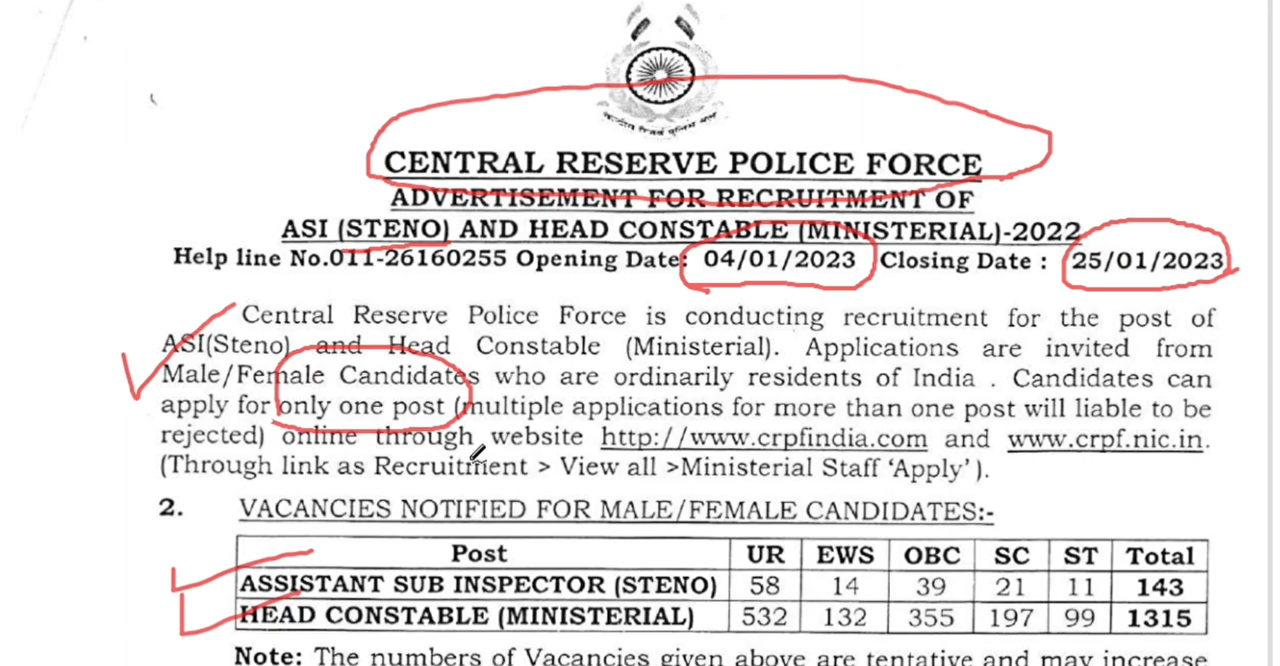 CENTRAL RESERVE POLICE FORCE
ADVERTISEMENT FOR RECRUITMENT OF
ASI (STENO) AND HEAD CONSTABLE (MINISTERIAL)-2022
Help line No.011-26160255 Opening Date: 04/01/2023 Closing Date : 25/01/2023
Central Reserve Police Force is conducting recruitment for the post of
ASI(Steno) and Head Constable (Ministerial). Applications are invited from
Male/Female Candidates who are ordinarily residents of India . Candidates can
apply for only one post (multiple applications for more than one post will liable to be
rejected) online through website http://www.crpfindia.com and www.crpf.nic.in.
(Through link as Recruitment > View all >Ministerial Staff 'Apply').
2. VACANCIES NOTIFIED FOR MALE/FEMALE CANDIDATES:-
Post UR EWS OBC SC ST Total
ASSISTANT SUB INSPECTOR (STENO) 58 14 39 21 11 143
HEAD CONSTABLE (MINISTERIAL) 532 132 355 197 99 1315
Note: The numbers of Vacancies given above are tentative and may increase